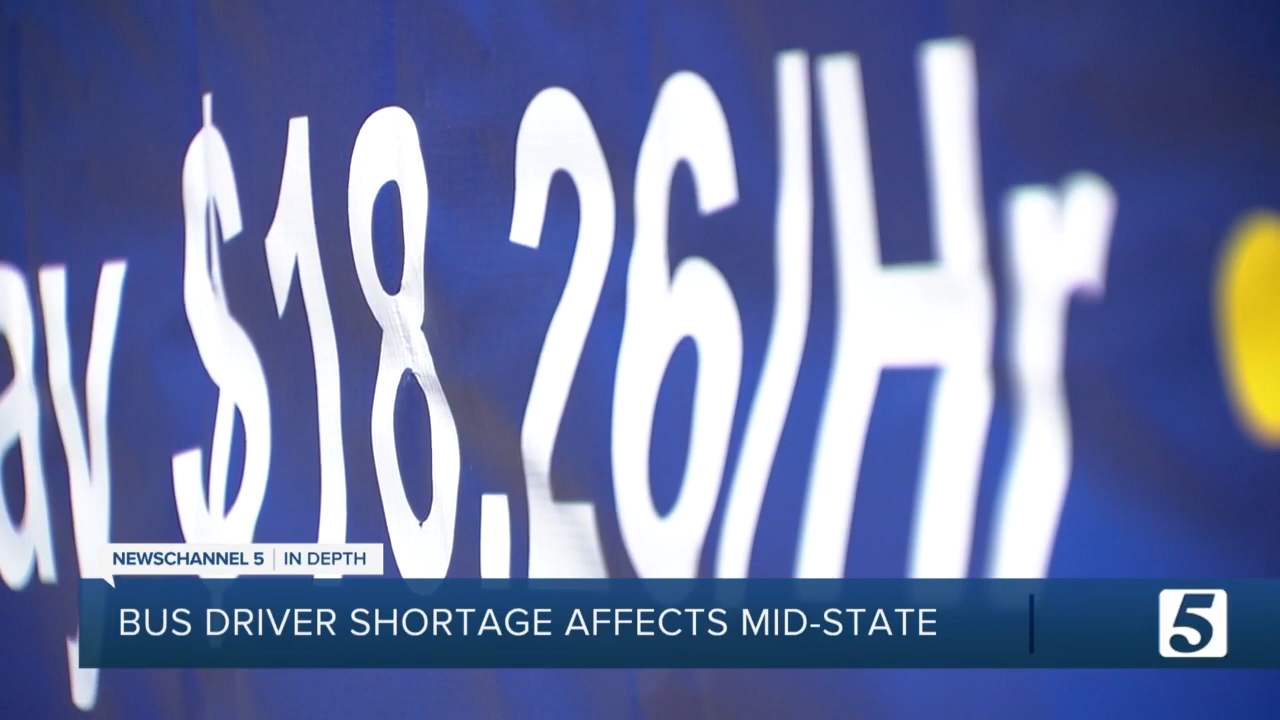 ay $18.26/Hr
NEWSCHANNEL 5 | IN DEPTH
BUS DRIVER SHORTAGE AFFECTS MID-STATE
5